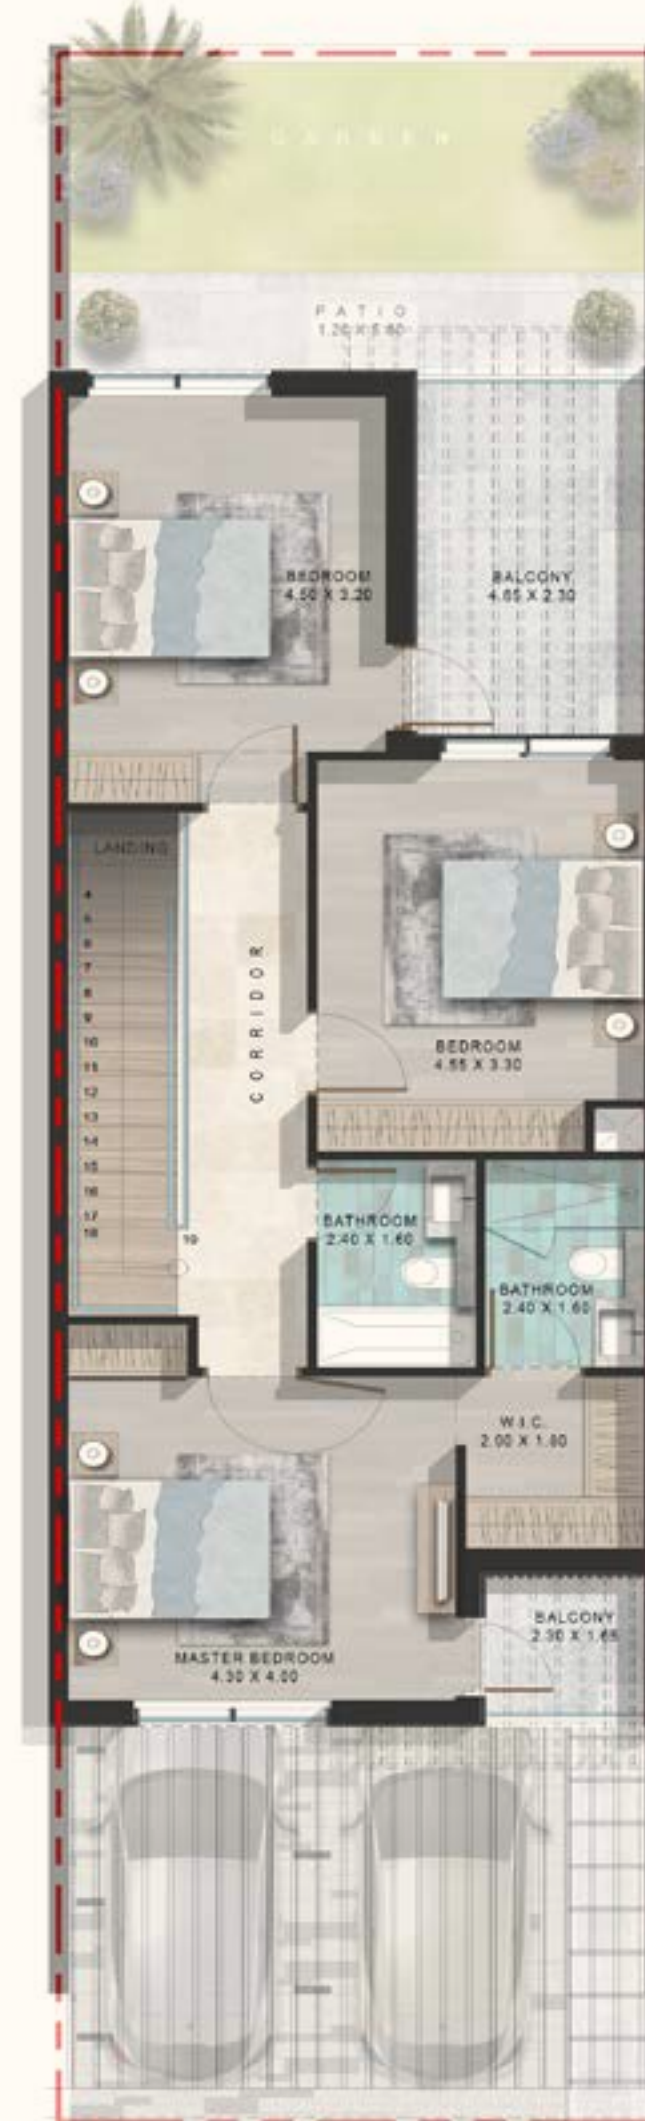 GARDEN
PATIO
1.20 X 5.60
BEDROOM
4.50 X 3.20
BALCONY
4.65 X 2.30
LANDING
4
5
6
7
8
9
10
11
12
13
14
15
16
17
18
19
CORRIDOR
BEDROOM
4.55 X 3.30
BATHROOM
2.40 X 1.60
BATHROOM
2.40 X 1.60
W.I.C.
2.00 X 1.80
BALCONY
2.30 X 1.65
MASTER BEDROOM
4.30 X 4.00